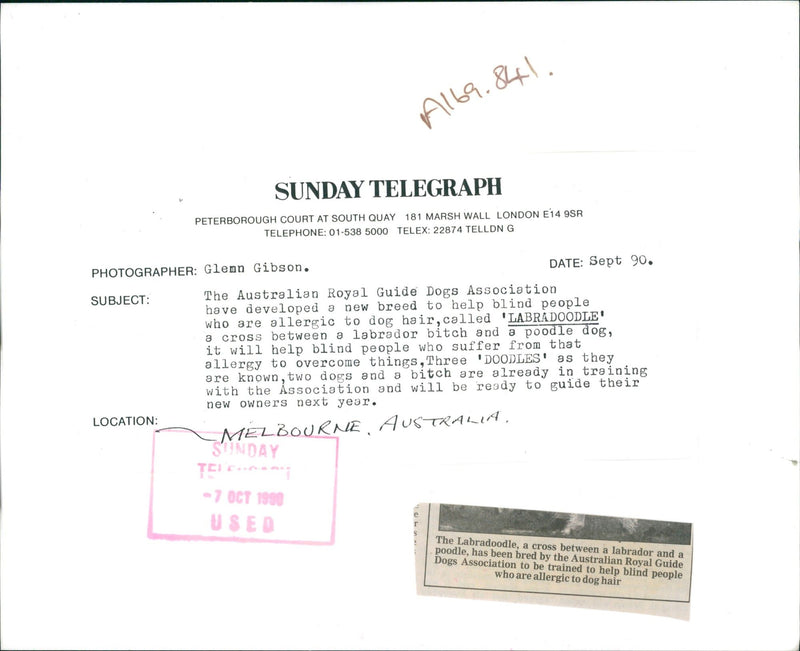 A169.841.
SUNDAY TELEGRAPH
PETERBOROUGH COURT AT SOUTH QUAY 181 MARSH WALL LONDON E14 9SR
TELEPHONE: 01-538 5000 TELEX: 22874 TELLDN G
PHOTOGRAPHER: Glenn Gibson. DATE: Sept 90.
SUBJECT: The Australian Royal Guide Dogs Association
have developed a new breed to help blind people
who are allergic to dog hair,called 'LABRADOODLE'
a cross between a labrador bitch and a poodle dog,
it will help blind people who suffer from that
allergy to overcome things,Three 'DOODLES' as they
are known,two dogs and a bitch are already in training
with the Association and will be ready to guide their
new owners next year.
LOCATION: MELBOURNE. AUSTRALIA.
SUNDAY
-7 OCT 1990
USED
The Labradoodle, a cross between a labrador and a
poodle, has been bred by the Australian Royal Guide
Dogs Association to be trained to help blind people
who are allergic to dog hair